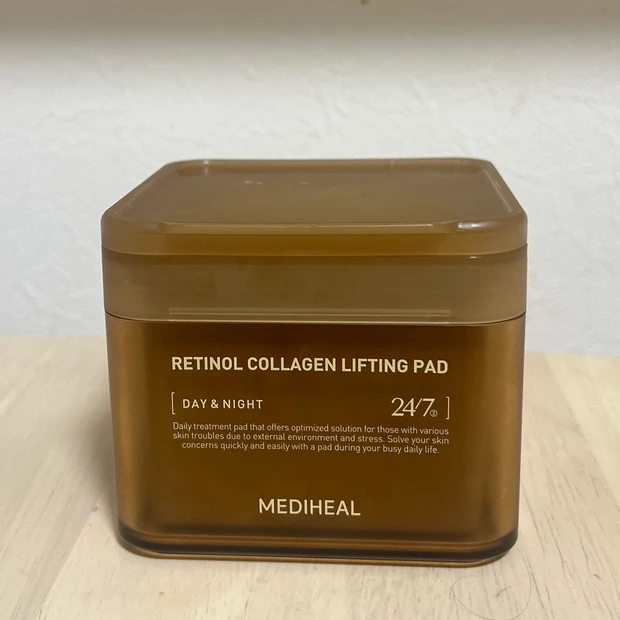 RETINOL COLLAGEN LIFTING PAD
[ DAY & NIGHT 24/7 ]
Daily treatment pad that offers optimized solution for those with various
skin troubles due to external environment and stress. Solve your skin
concerns quickly and easily with a pad during your busy daily life.
MEDIHEAL